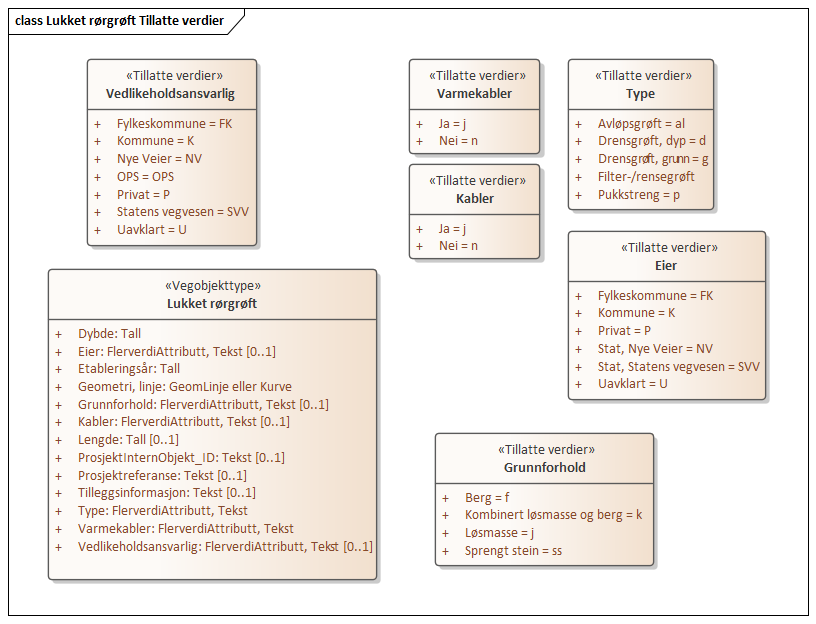 class Lukket rørgrøft Tillatte verdier
«Tillatte verdier»
Vedlikeholdsansvarlig
+ Fylkeskommune = FK
+ Kommune = K
+ Nye Veier = NV
+ OPS = OPS
+ Privat = P
+ Statens vegvesen = SVV
+ Uavklart = U
«Tillatte verdier»
Varmekabler
+ Ja = j
+ Nei = n
«Tillatte verdier»
Type
+ Avløpsgrøft = al
+ Drensgrøft, dyp = d
+ Drensgrøft, grunn = g
+ Filter-/rensegrøft
+ Pukkstreng = p
«Tillatte verdier»
Kabler
+ Ja = j
+ Nei = n
«Tillatte verdier»
Eier
+ Fylkeskommune = FK
+ Kommune = K
+ Privat = P
+ Stat, Nye Veier = NV
+ Stat, Statens vegvesen = SVV
+ Uavklart = U
«Vegobjekttype»
Lukket rørgrøft
+ Dybde: Tall
+ Eier: FlerverdiAttributt, Tekst [0..1]
+ Etableringsår: Tall
+ Geometri, linje: GeomLinje eller Kurve
+ Grunnforhold: FlerverdiAttributt, Tekst [0..1]
+ Kabler: FlerverdiAttributt, Tekst [0..1]
+ Lengde: Tall [0..1]
+ ProsjektInternObjekt_ID: Tekst [0..1]
+ Prosjektreferanse: Tekst [0..1]
+ Tilleggsinformasjon: Tekst [0..1]
+ Type: FlerverdiAttributt, Tekst
+ Varmekabler: FlerverdiAttributt, Tekst
+ Vedlikeholdsansvarlig: FlerverdiAttributt, Tekst [0..1]
«Tillatte verdier»
Grunnforhold
+ Berg = f
+ Kombinert løsmasse og berg = k
+ Løsmasse = j
+ Sprengt stein = ss